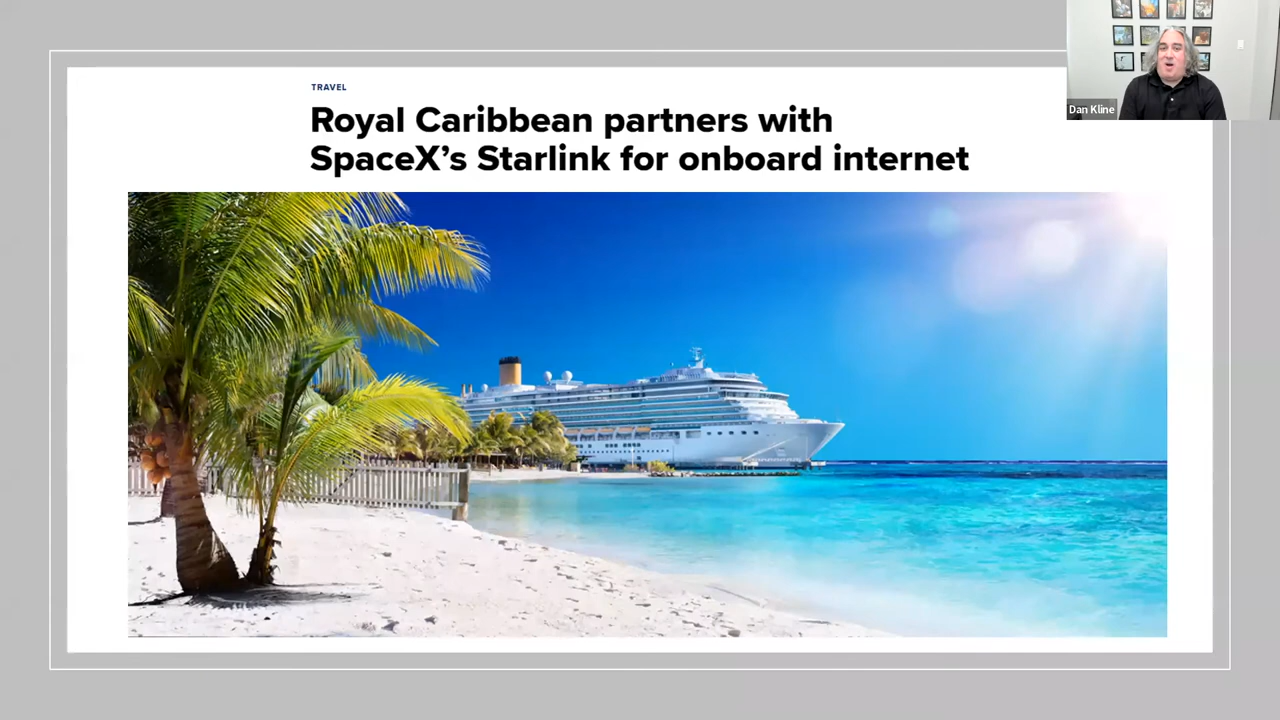 TRAVEL
Royal Caribbean partners with
SpaceX’s Starlink for onboard internet
Dan Kline